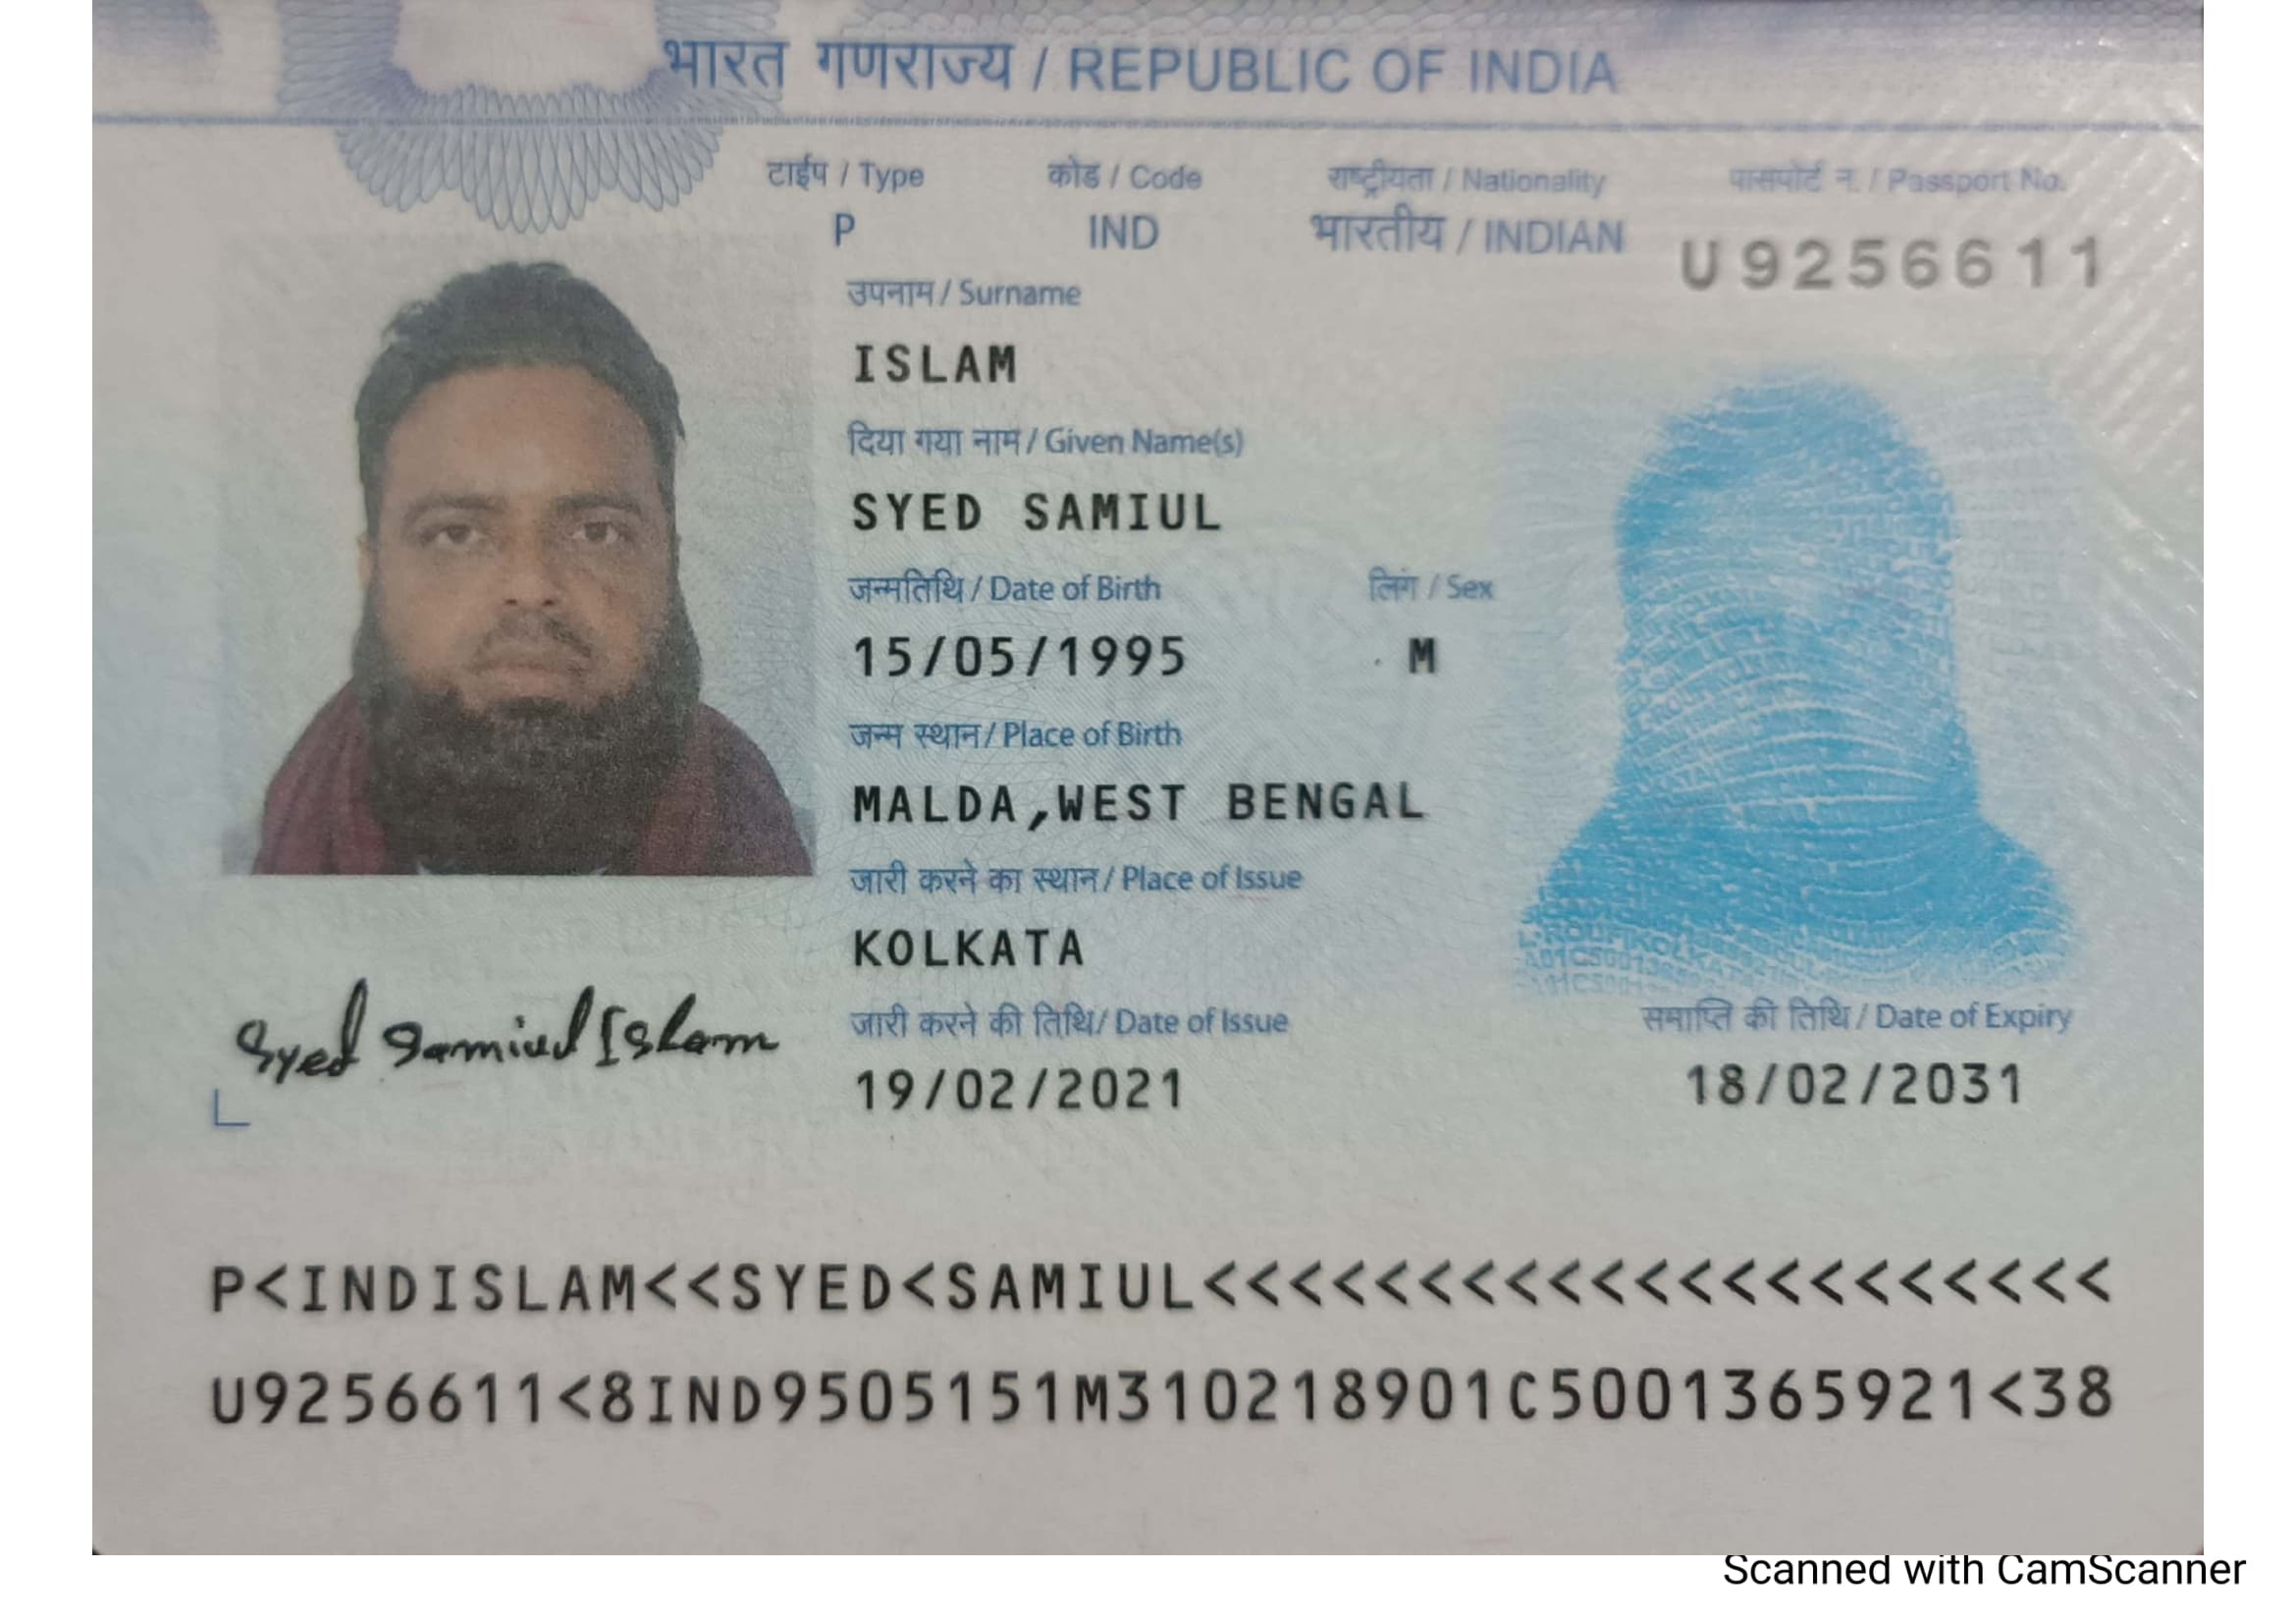 भारत गणराज्य / REPUBLIC OF INDIA
टाईप / Type कोड / Code राष्ट्रीयता / Nationality पासपोर्ट न. / Passport No.
P IND भारतीय / INDIAN U9256611
उपनाम / Surname
ISLAM
दिया गया नाम / Given Name(s)
SYED SAMIUL
जन्मतिथि / Date of Birth लिंग / Sex
15/05/1995 M
जन्म स्थान / Place of Birth
MALDA,WEST BENGAL
जारी करने का स्थान / Place of Issue
KOLKATA
Syed Samiul Islam
जारी करने की तिथि/ Date of Issue समाप्ति की तिथि / Date of Expiry
19/02/2021 18/02/2031
P<INDISLAM<<SYED<SAMIUL<<<<<<<<<<<<<<<<<<<<<
U9256611<8IND9505151M310218901C5001365921<38
Scanned with CamScanner